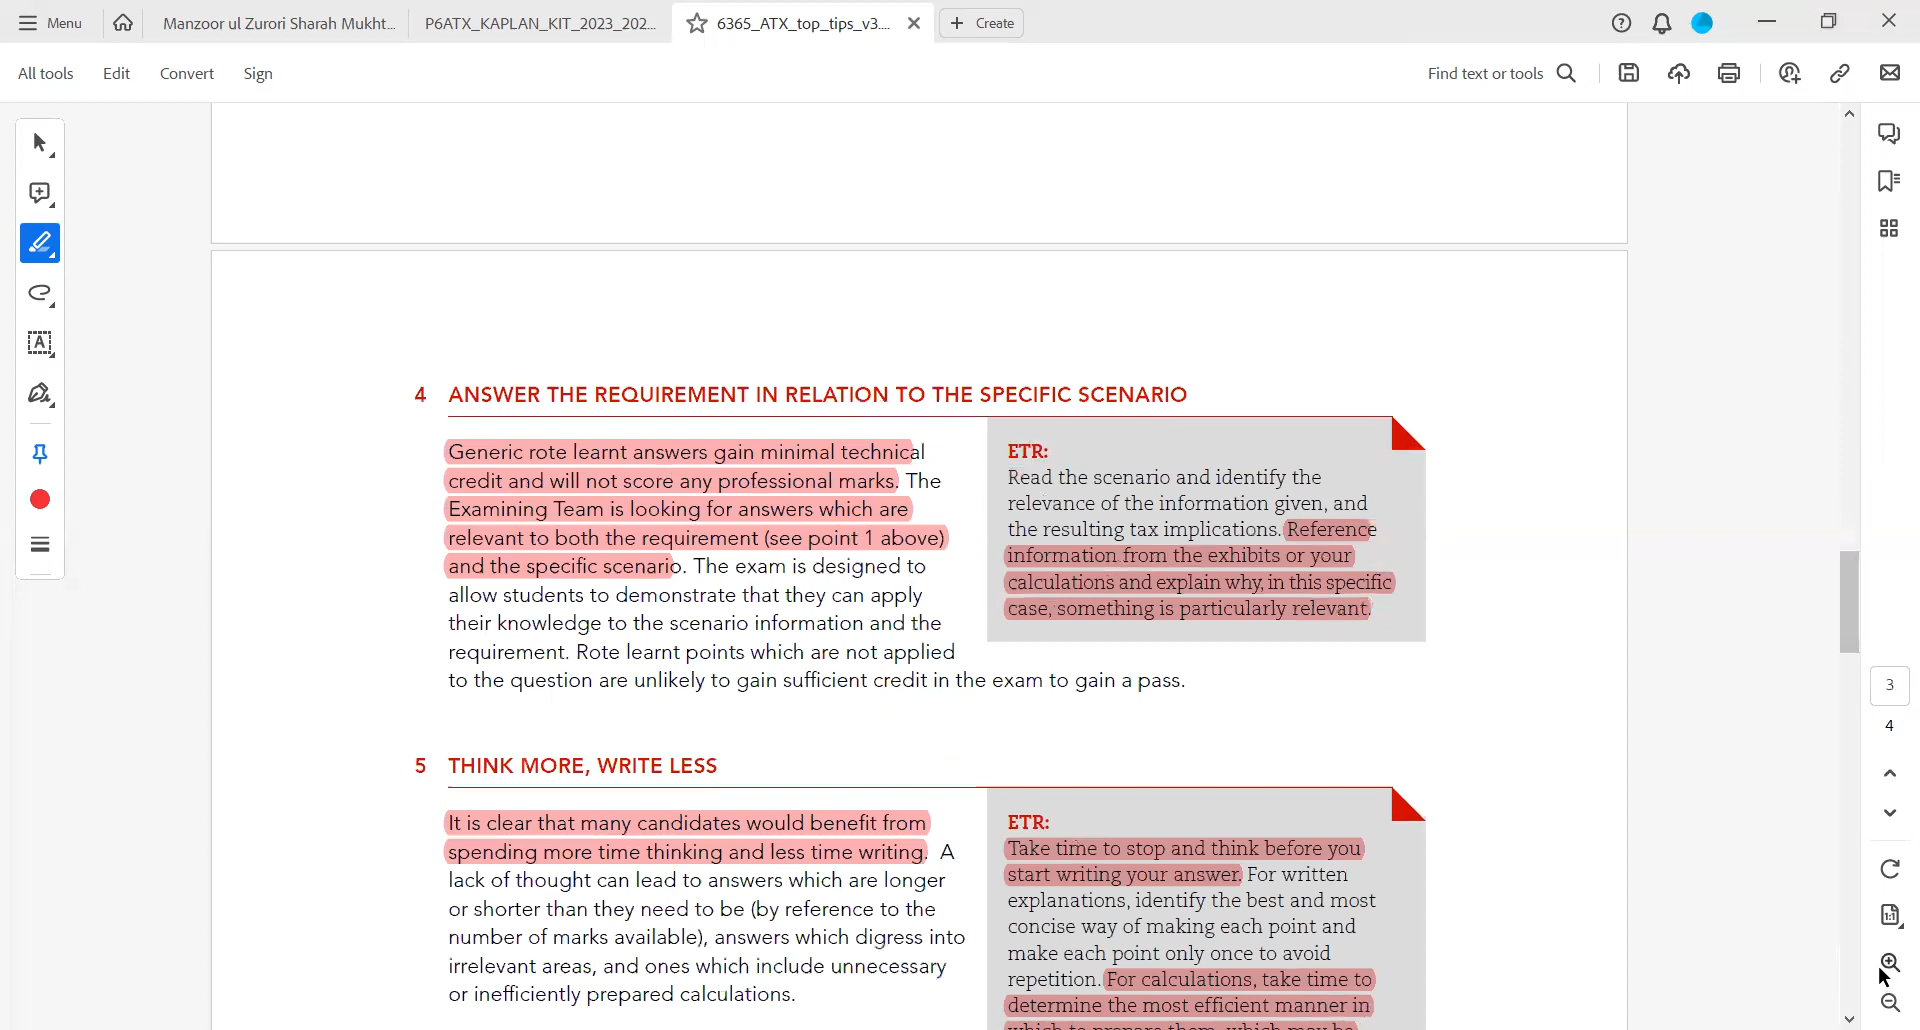 Menu
Manzoor ul Zurori Sharah Mukht...
P6ATX_KAPLAN_KIT_2023_202...
6365_ATX_top_tips_v3....
Create
All tools
Edit
Convert
Sign
Find text or tools
4 ANSWER THE REQUIREMENT IN RELATION TO THE SPECIFIC SCENARIO
Generic rote learnt answers gain minimal technical
credit and will not score any professional marks. The
Examining Team is looking for answers which are
relevant to both the requirement (see point 1 above)
and the specific scenario. The exam is designed to
allow students to demonstrate that they can apply
their knowledge to the scenario information and the
requirement. Rote learnt points which are not applied
to the question are unlikely to gain sufficient credit in the exam to gain a pass.
ETR:
Read the scenario and identify the
relevance of the information given, and
the resulting tax implications. Reference
information from the exhibits or your
calculations and explain why, in this specific
case, something is particularly relevant.
5 THINK MORE, WRITE LESS
It is clear that many candidates would benefit from
spending more time thinking and less time writing. A
lack of thought can lead to answers which are longer
or shorter than they need to be (by reference to the
number of marks available), answers which digress into
irrelevant areas, and ones which include unnecessary
or inefficiently prepared calculations.
ETR:
Take time to stop and think before you
start writing your answer. For written
explanations, identify the best and most
concise way of making each point and
make each point only once to avoid
repetition. For calculations, take time to
determine the most efficient manner in
which to prepare them, which may be
3
4